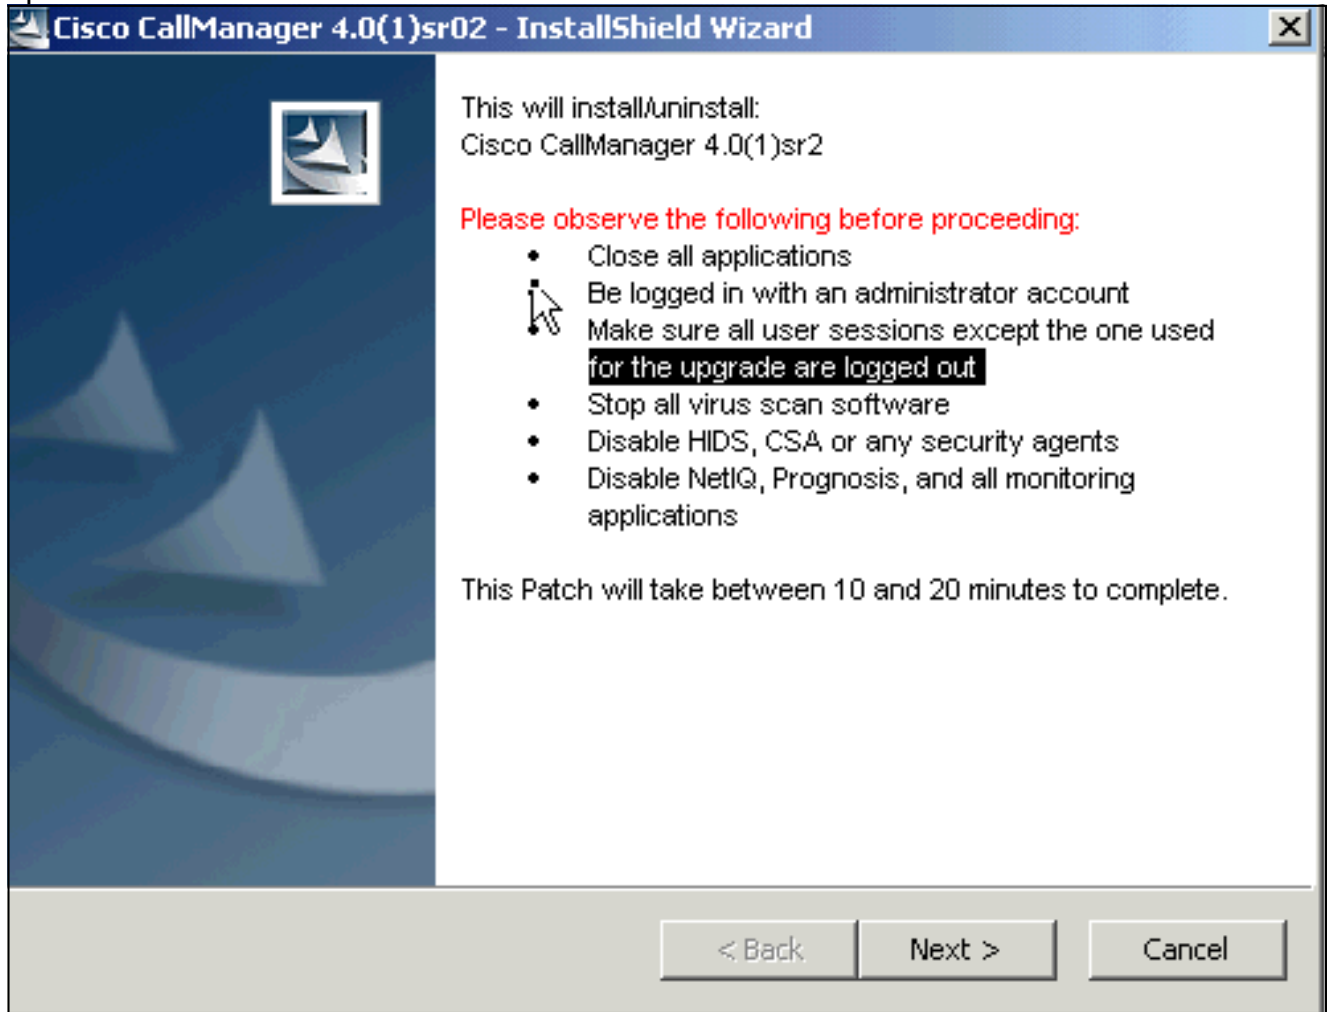 Cisco CallManager 4.0(1)sr02 - InstallShield Wizard
This will install/uninstall:
Cisco CallManager 4.0(1)sr2
Please observe the following before proceeding:
• Close all applications
• Be logged in with an administrator account
• Make sure all user sessions except the one used
for the upgrade are logged out
• Stop all virus scan software
• Disable HIDS, CSA or any security agents
• Disable NetIQ, Prognosis, and all monitoring
applications
This Patch will take between 10 and 20 minutes to complete.
< Back
Next >
Cancel